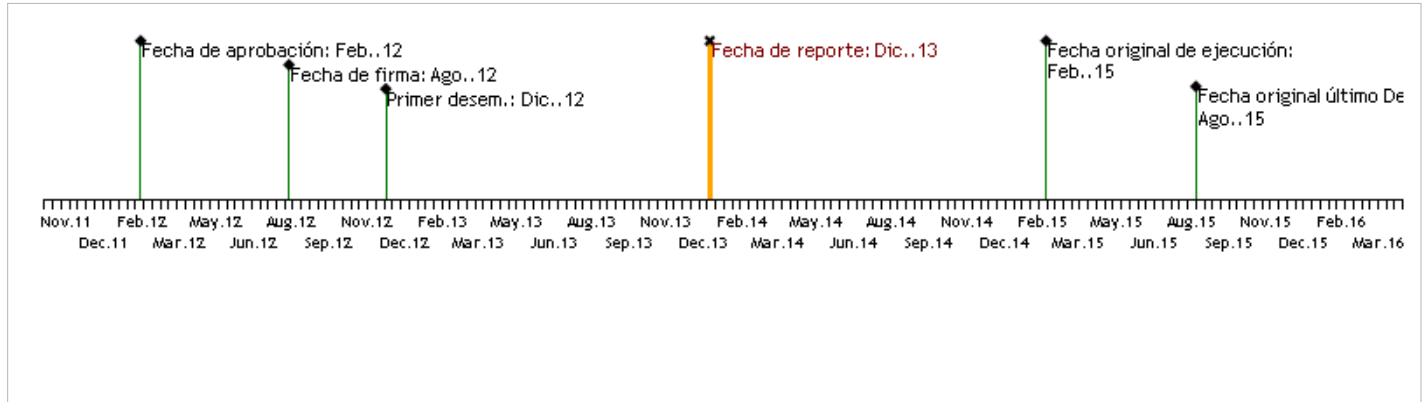 Fecha de aprobación: Feb..12
Fecha de firma: Ago..12
Primer desem.: Dic..12
Fecha de reporte: Dic..13
Fecha original de ejecución:
Feb..15
Fecha original último De
Ago..15
Nov.11 Feb.12 May.12 Aug.12 Nov.12 Feb.13 May.13 Aug.13 Nov.13 Feb.14 May.14 Aug.14 Nov.14 Feb.15 May.15 Aug.15 Nov.15 Feb.16
Dec.11 Mar.12 Jun.12 Sep.12 Dec.12 Mar.13 Jun.13 Sep.13 Dec.13 Mar.14 Jun.14 Sep.14 Dec.14 Mar.15 Jun.15 Sep.15 Dec.15 Mar.16